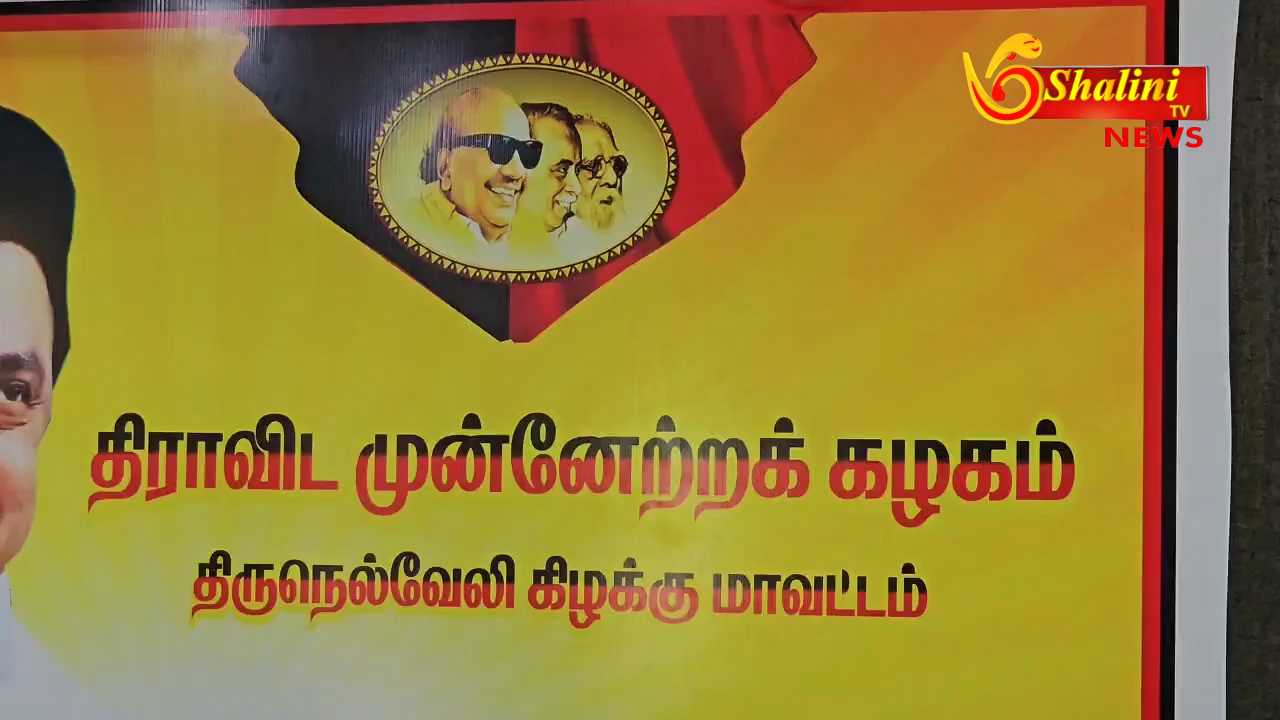 Shalini
TV
NEWS
திராவிட முன்னேற்றக் கழகம்
திருநெல்வேலி கிழக்கு மாவட்டம்